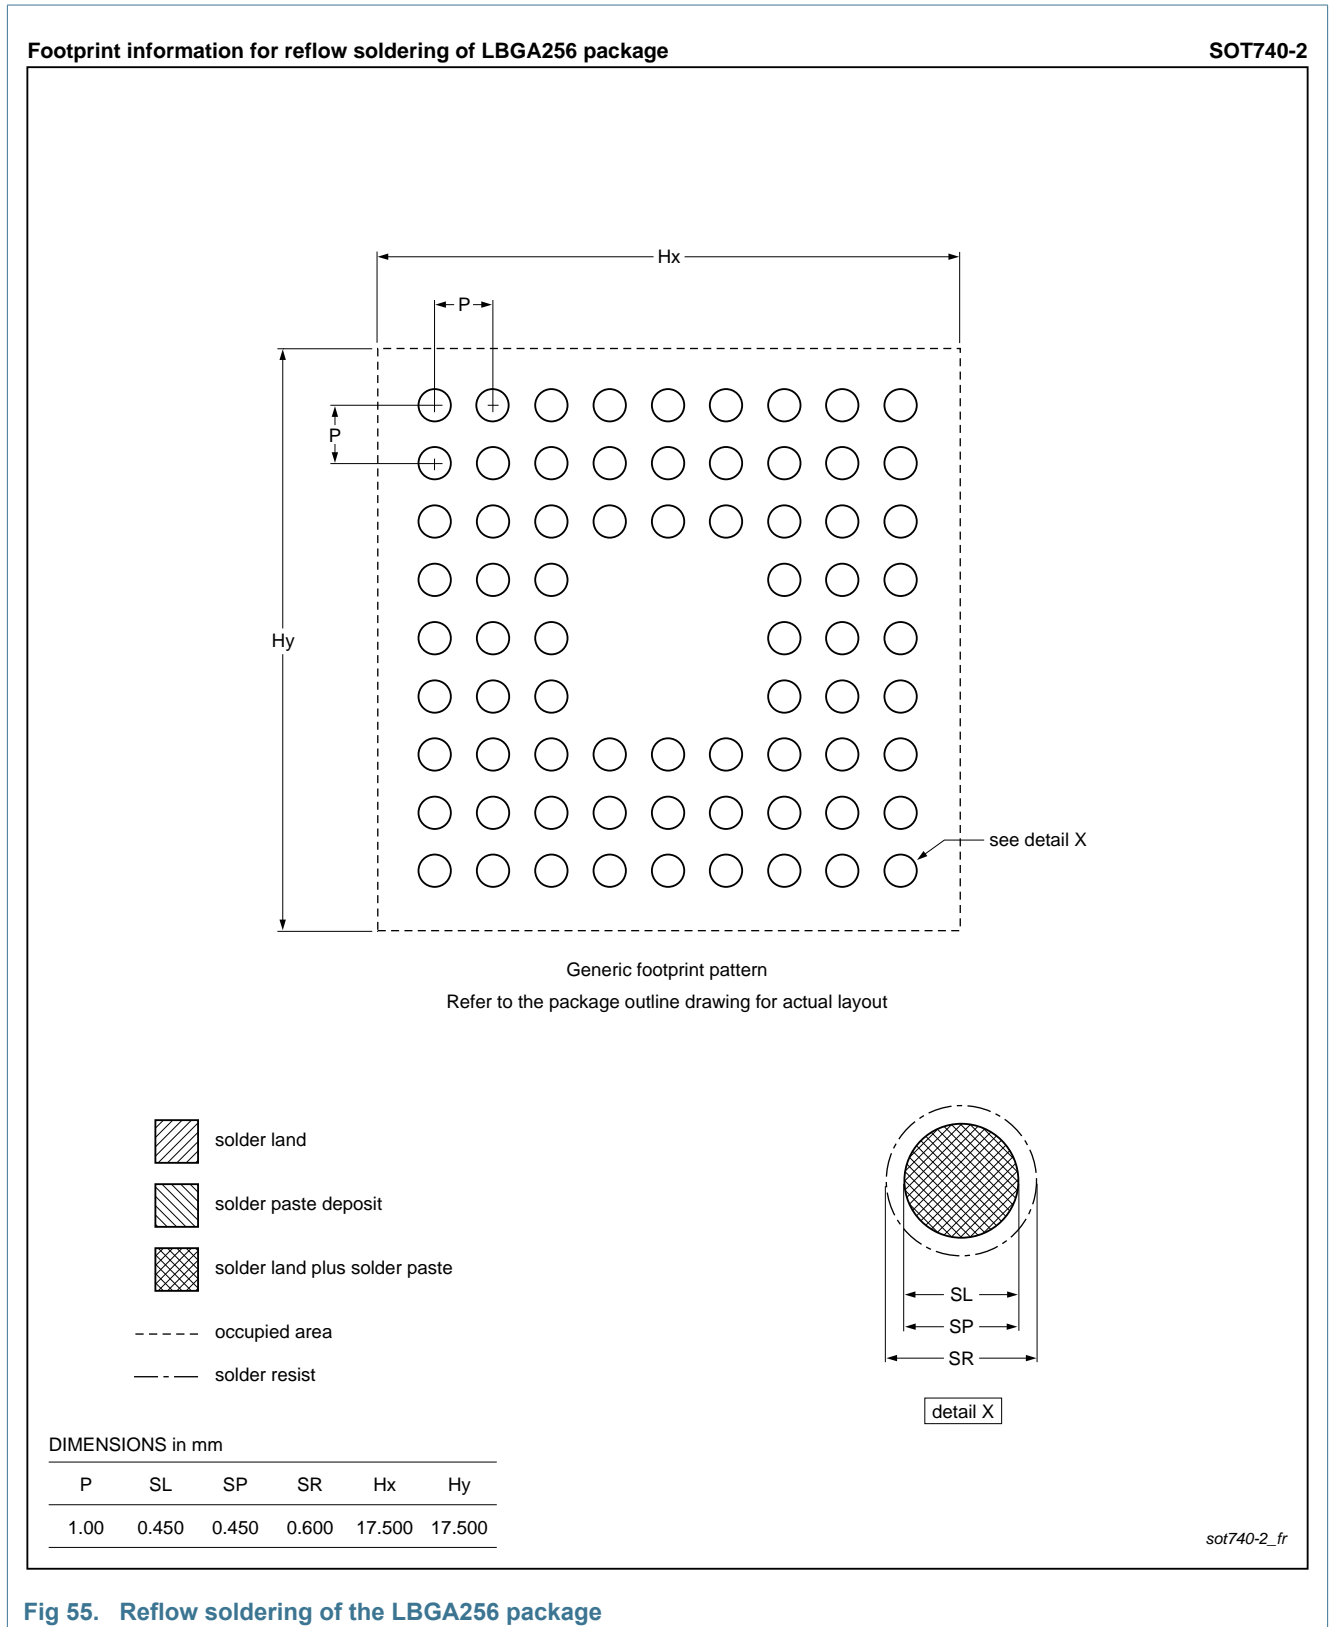 Footprint information for reflow soldering of LBGA256 package SOT740-2
Hx
P
P
Hy
see detail X
Generic footprint pattern
Refer to the package outline drawing for actual layout
solder land
solder paste deposit
solder land plus solder paste
occupied area
solder resist
SL
SP
SR
detail X
DIMENSIONS in mm
P SL SP SR Hx Hy
1.00 0.450 0.450 0.600 17.500 17.500
sot740-2_fr
Fig 55. Reflow soldering of the LBGA256 package